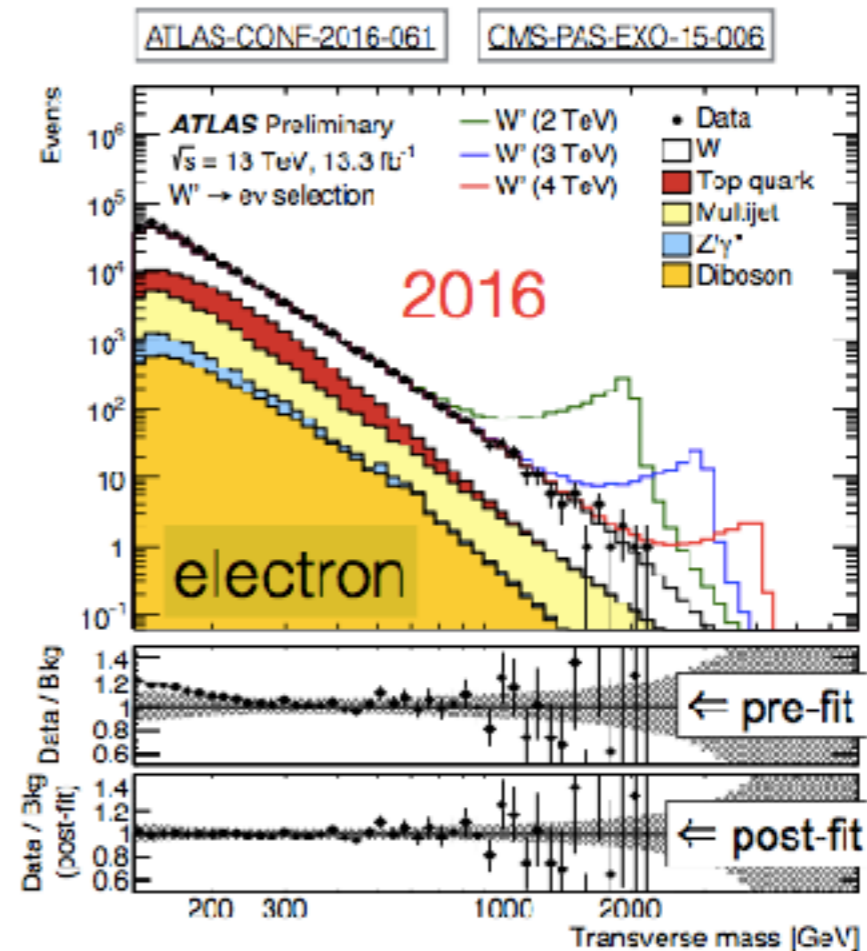 ATLAS-CONF-2016-061
CMS-PAS-EXO-15-006
Events
10⁶
10⁵
10⁴
10³
10²
10
1
10⁻¹
ATLAS Preliminary
√s = 13 TeV, 13.3 fb⁻¹
W' → eν selection
W' (2 TeV)
W' (3 TeV)
W' (4 TeV)
Data
W
Top quark
Multijet
Z/γ*
Diboson
2016
electron
Data / Bkg
1.4
1.2
1
0.8
0.6
⇐ pre-fit
Data / Bkg
(post-fit)
1.4
1.2
1
0.8
0.6
⇐ post-fit
200 300 1000 2000
Transverse mass [GeV]